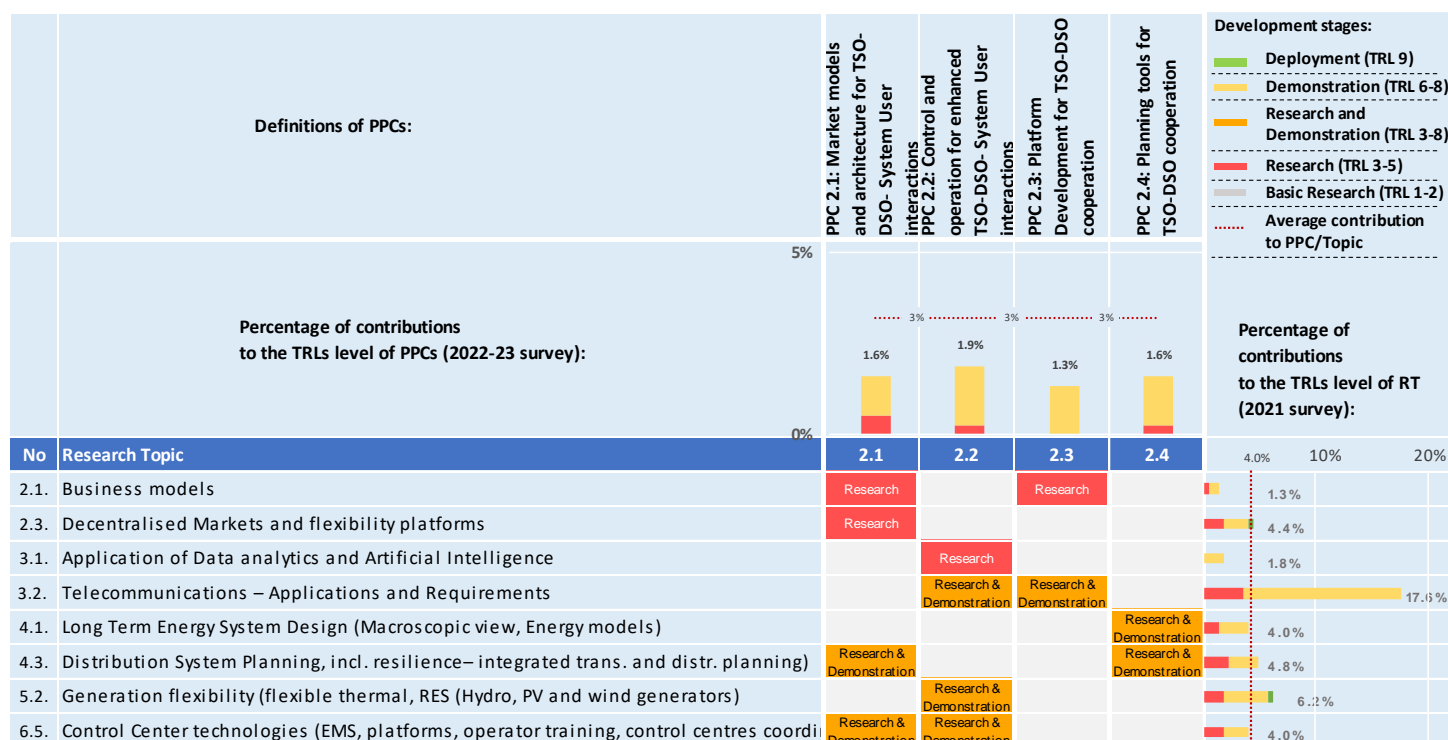 Definitions of PPCs:
PPC 2.1: Market models
and architecture for TSO-
DSO- System User
interactions
PPC 2.2: Control and
operation for enhanced
TSO-DSO- System User
interactions
PPC 2.3: Platform
Development for TSO-DSO
cooperation
PPC 2.4: Planning tools for
TSO-DSO cooperation
Development stages:
Deployment (TRL 9)
Demonstration (TRL 6-8)
Research and
Demonstration (TRL 3-8)
Research (TRL 3-5)
Basic Research (TRL 1-2)
Average contribution
to PPC/Topic
Percentage of contributions
to the TRLs level of PPCs (2022-23 survey):
5%
0%
3% 3% 3%
1.6% 1.9% 1.3% 1.6%
Percentage of
contributions
to the TRLs level of RT
(2021 survey):
No Research Topic 2.1 2.2 2.3 2.4 4.0% 10% 20%
2.1. Business models Research Research 1.3%
2.3. Decentralised Markets and flexibility platforms Research 4.4%
3.1. Application of Data analytics and Artificial Intelligence Research 1.8%
3.2. Telecommunications – Applications and Requirements Research & Demonstration Research & Demonstration 17.6%
4.1. Long Term Energy System Design (Macroscopic view, Energy models) Research & Demonstration 4.0%
4.3. Distribution System Planning, incl. resilience– integrated trans. and distr. planning) Research & Demonstration Research & Demonstration 4.8%
5.2. Generation flexibility (flexible thermal, RES (Hydro, PV and wind generators) Research & Demonstration 6.2%
6.5. Control Center technologies (EMS, platforms, operator training, control centres coordi Research & Demonstration Research & Demonstration 4.0%